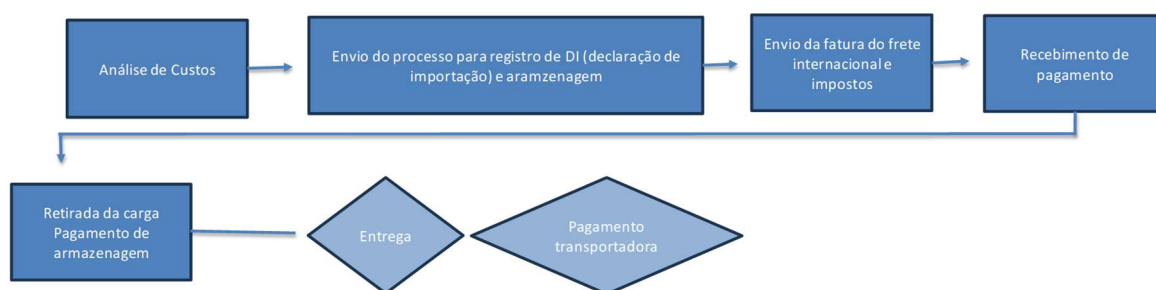 Análise de Custos
Envio do processo para registro de DI (declaração de
importação) e aramzenagem
Envio da fatura do frete
internacional e
impostos
Recebimento de
pagamento
Retirada da carga
Pagamento de
armazenagem
Entrega
Pagamento
transportadora